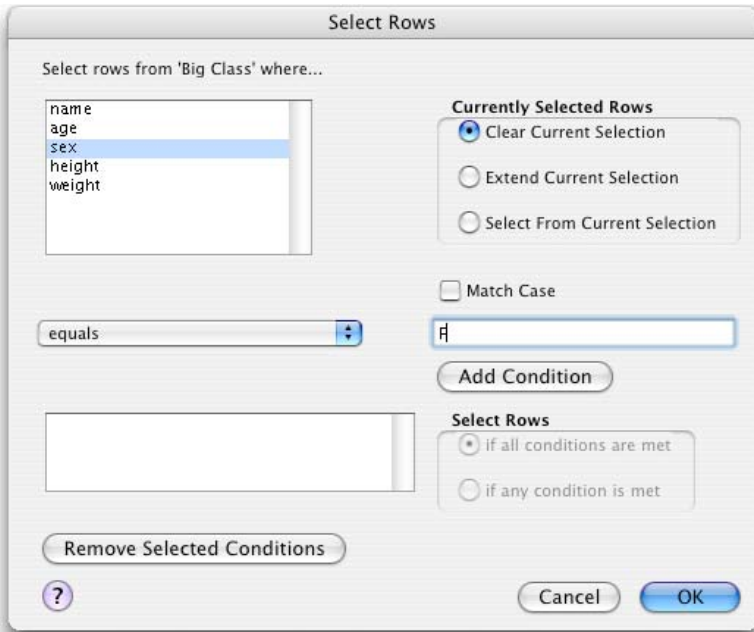 Select Rows
Select rows from 'Big Class' where...
name
age
sex
height
weight
Currently Selected Rows
Clear Current Selection
Extend Current Selection
Select From Current Selection
Match Case
equals
F
Add Condition
Select Rows
if all conditions are met
if any condition is met
Remove Selected Conditions
?
Cancel
OK